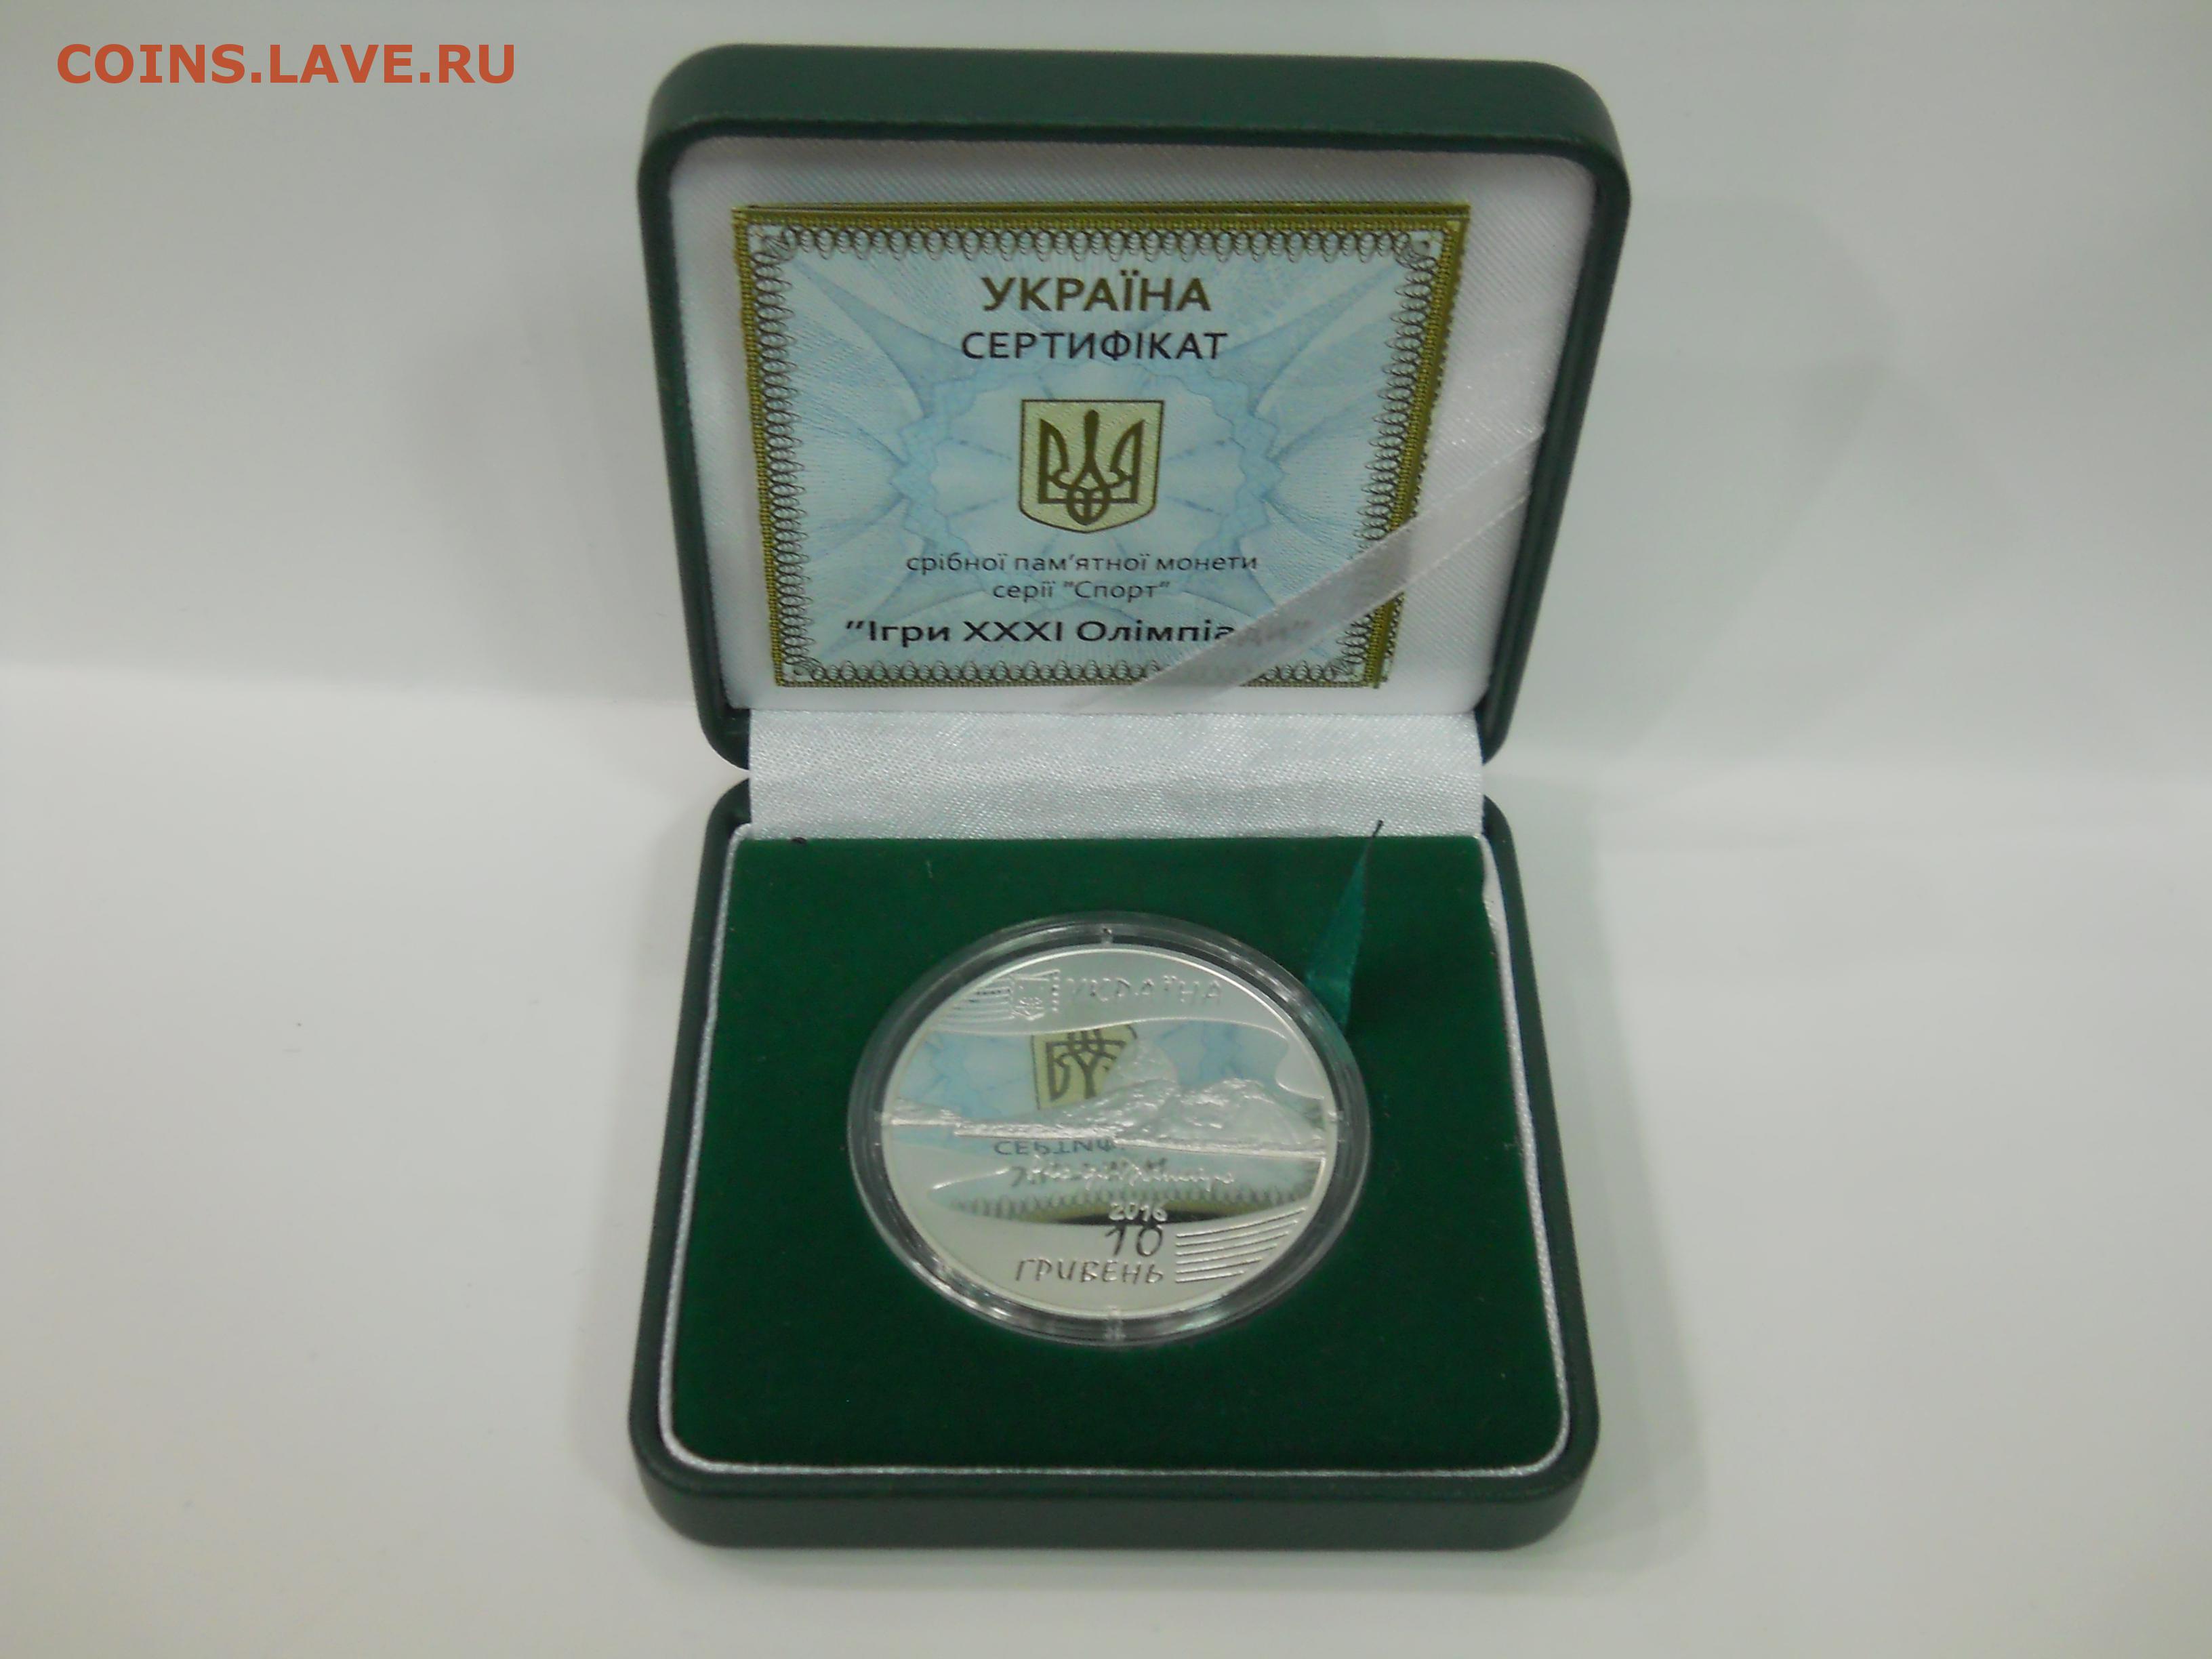 COINS.LAVE.RU
УКРАЇНА
СЕРТИФІКАТ
срібної пам'ятної монети
серії "Спорт"
"Ігри XXXI Олімпіади"
УКРАЇНА
2016
10
ГРИВЕНЬ